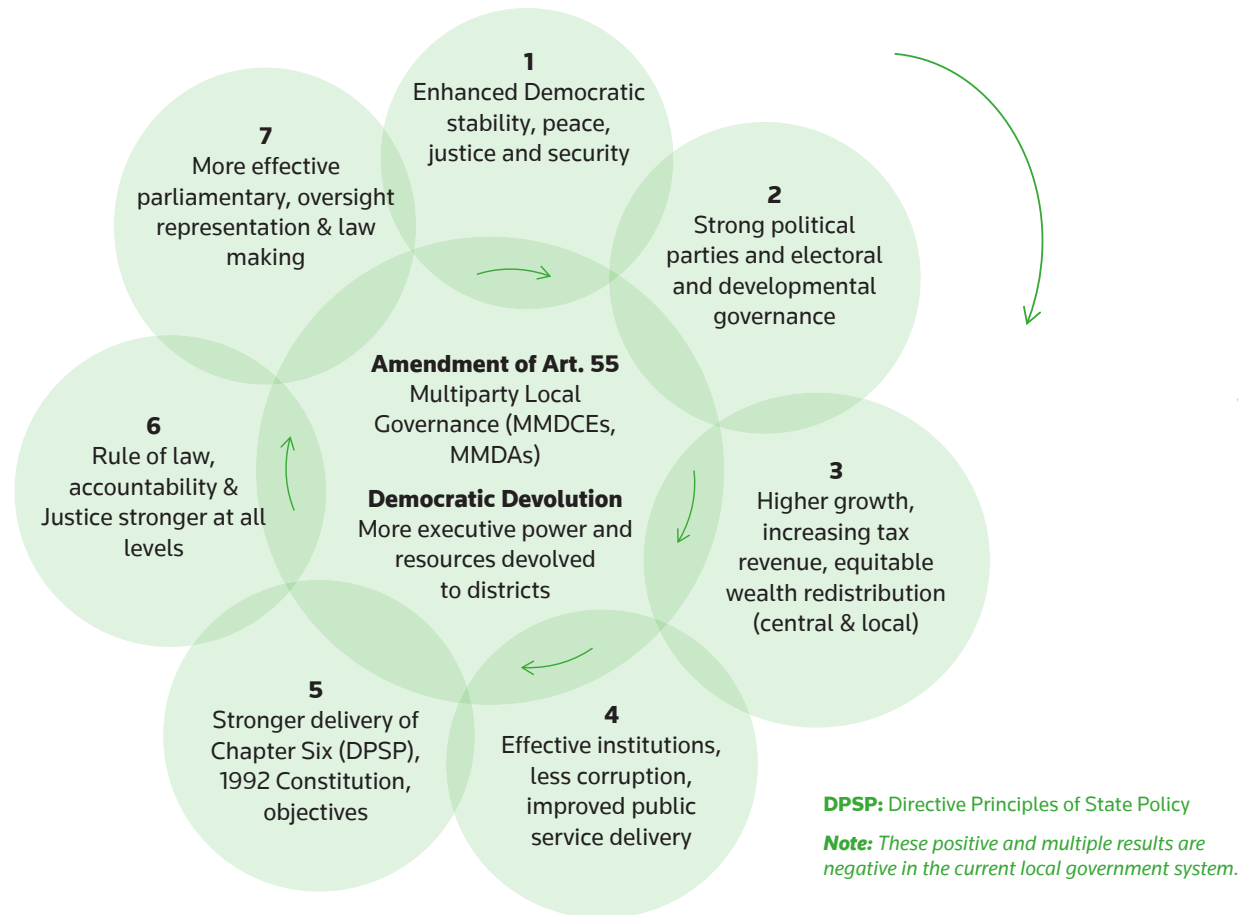 1
Enhanced Democratic
stability, peace,
justice and security
2
Strong political
parties and electoral
and developmental
governance
3
Higher growth,
increasing tax
revenue, equitable
wealth redistribution
(central & local)
4
Effective institutions,
less corruption,
improved public
service delivery
5
Stronger delivery of
Chapter Six (DPSP),
1992 Constitution,
objectives
6
Rule of law,
accountability &
Justice stronger at all
levels
7
More effective
parliamentary, oversight
representation & law
making
Amendment of Art. 55
Multiparty Local
Governance (MMDCEs,
MMDAs)
Democratic Devolution
More executive power and
resources devolved
to districts
DPSP: Directive Principles of State Policy
Note: These positive and multiple results are
negative in the current local government system.